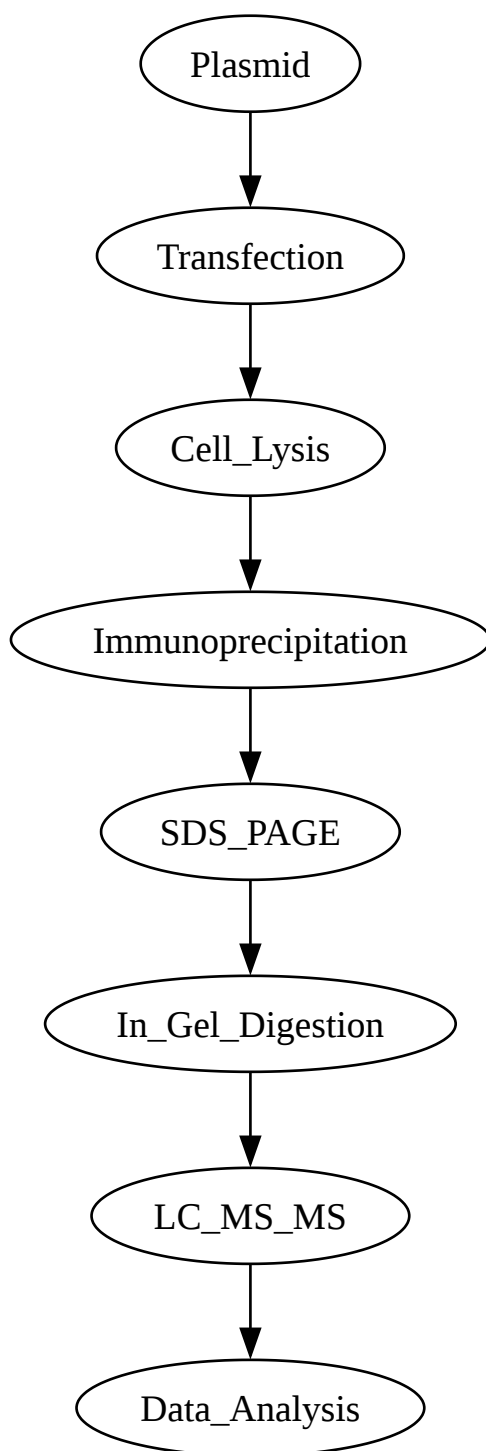 Plasmid
Transfection
Cell_Lysis
Immunoprecipitation
SDS_PAGE
In_Gel_Digestion
LC_MS_MS
Data_Analysis